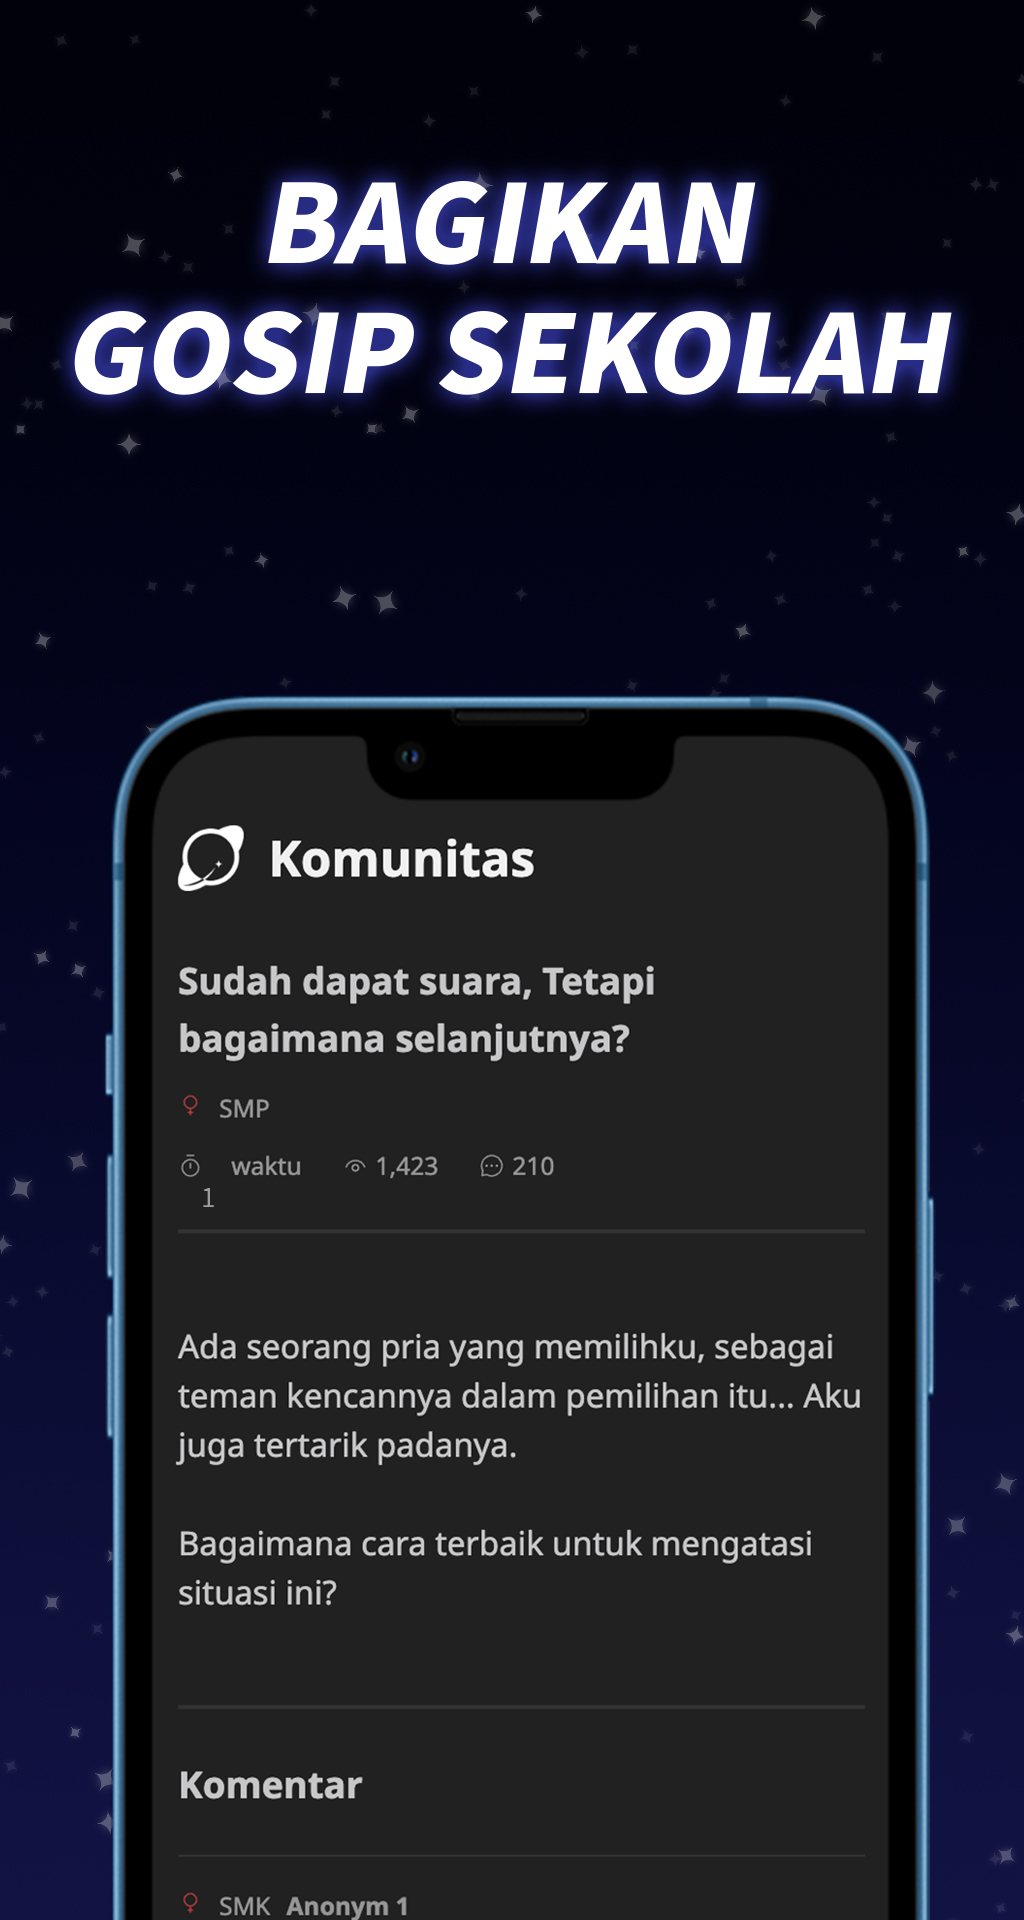 BAGIKAN
GOSIP SEKOLAH
Komunitas
Sudah dapat suara, Tetapi
bagaimana selanjutnya?
SMP
waktu 1,423 210
1
Ada seorang pria yang memilihku, sebagai
teman kencannya dalam pemilihan itu... Aku
juga tertarik padanya.
Bagaimana cara terbaik untuk mengatasi
situasi ini?
Komentar
SMK Anonym 1